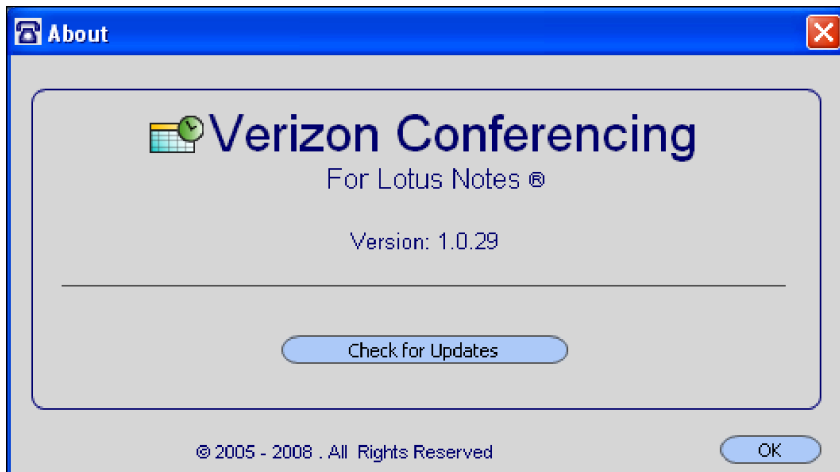 About
Verizon Conferencing
For Lotus Notes ®
Version: 1.0.29
Check for Updates
© 2005 - 2008 . All Rights Reserved
OK